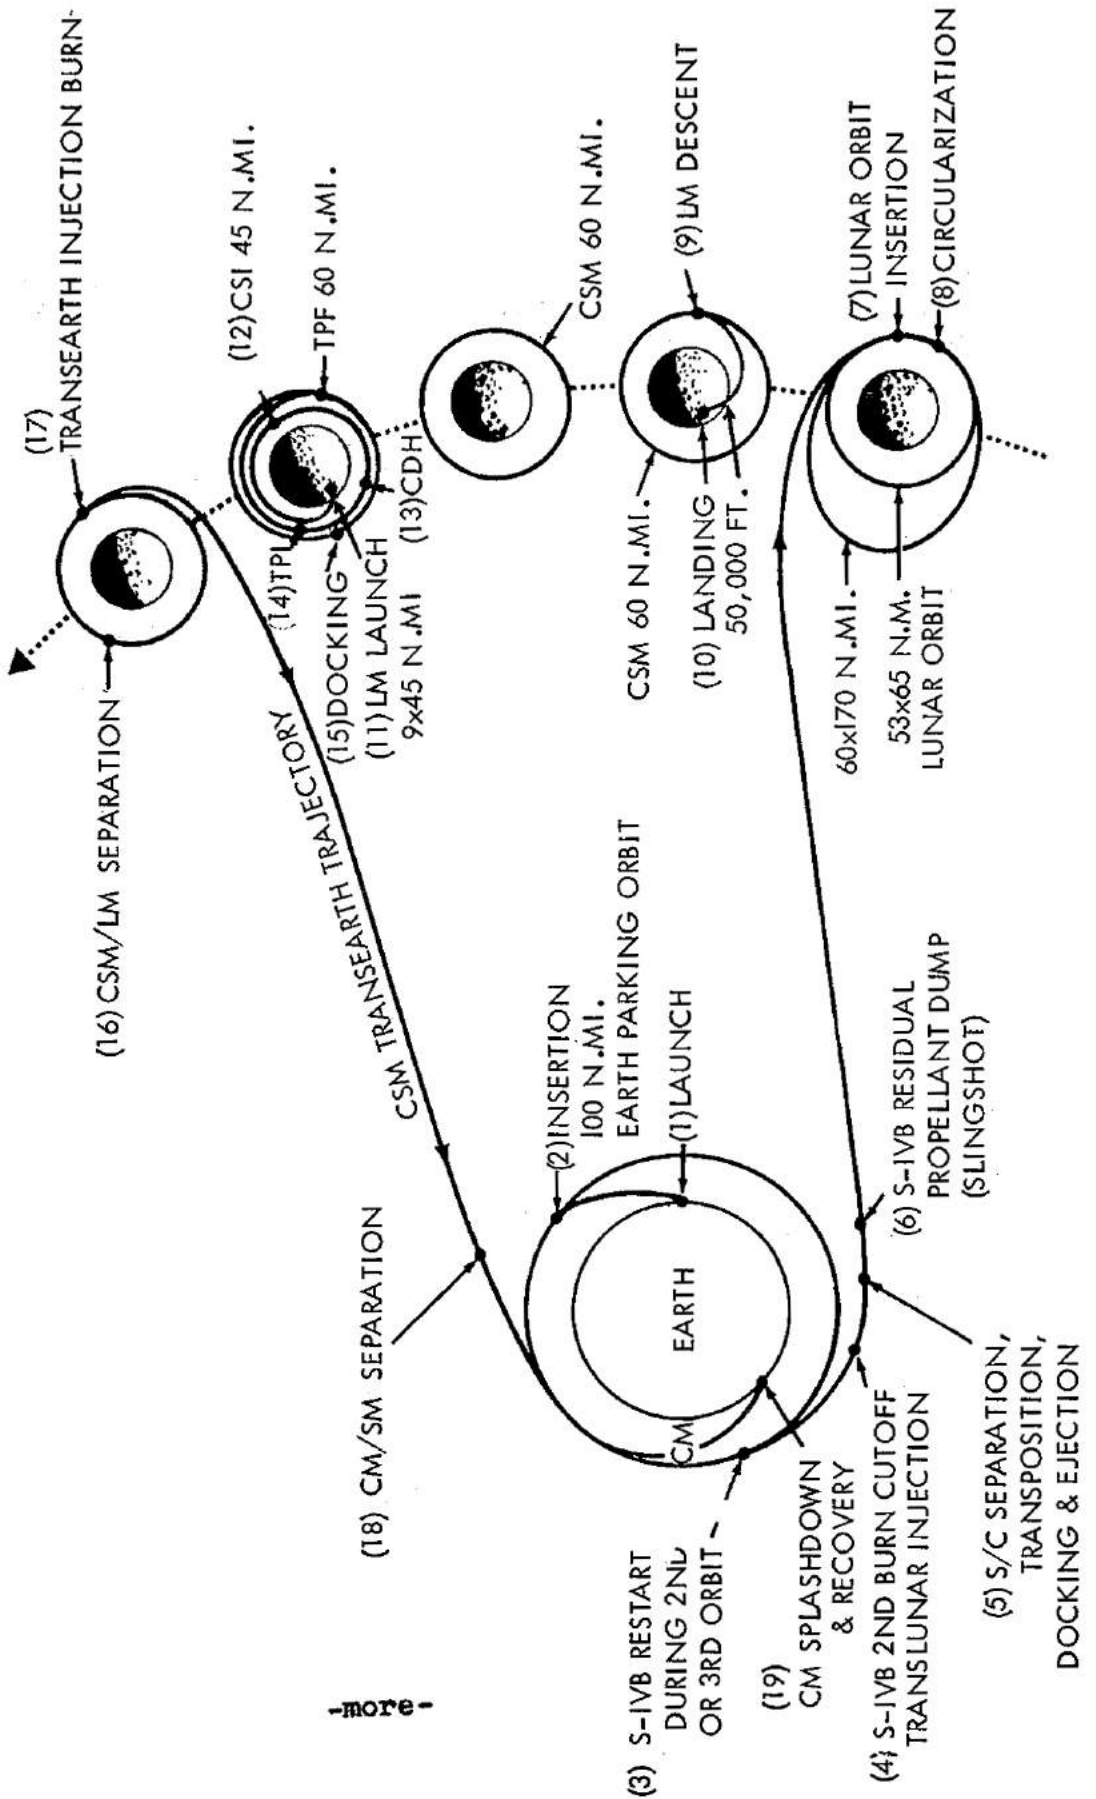 (1) LAUNCH
(2) INSERTION
100 N.MI.
EARTH PARKING ORBIT
(3) S-IVB RESTART
DURING 2ND
OR 3RD ORBIT
(4) S-IVB 2ND BURN CUTOFF
TRANSLUNAR INJECTION
(5) S/C SEPARATION,
TRANSPOSITION,
DOCKING & EJECTION
(6) S-IVB RESIDUAL
PROPELLANT DUMP
(SLINGSHOT)
(7) LUNAR ORBIT
INSERTION
(8) CIRCULARIZATION
60x170 N.MI.
53x65 N.M.
LUNAR ORBIT
(9) LM DESCENT
CSM 60 N.MI.
(10) LANDING
50,000 FT.
CSM 60 N.MI.
(11) LM LAUNCH
9x45 N.MI
(12) CSI 45 N.MI.
TPF 60 N.MI.
(13) CDH
(14) TPI
(15) DOCKING
(16) CSM/LM SEPARATION
(17)
TRANSEARTH INJECTION BURN
CSM TRANSEARTH TRAJECTORY
(18) CM/SM SEPARATION
(19)
CM SPLASHDOWN
& RECOVERY
EARTH
CM
-more-